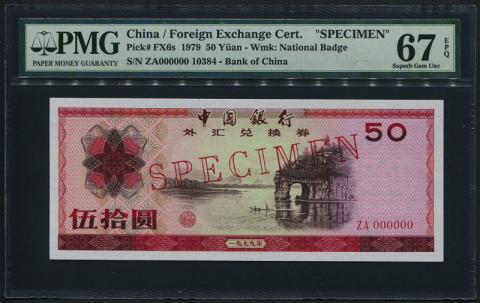 PMG
PAPER MONEY GUARANTY
China / Foreign Exchange Cert. "SPECIMEN"
Pick# FX6s 1979 50 Yüan - Wmk: National Badge
S/N ZA000000 10384 - Bank of China
67 EPQ
Superb Gem Unc
中國銀行
外汇兑换券
50
SPECIMEN
伍拾圆
ZA 000000
一九七九年